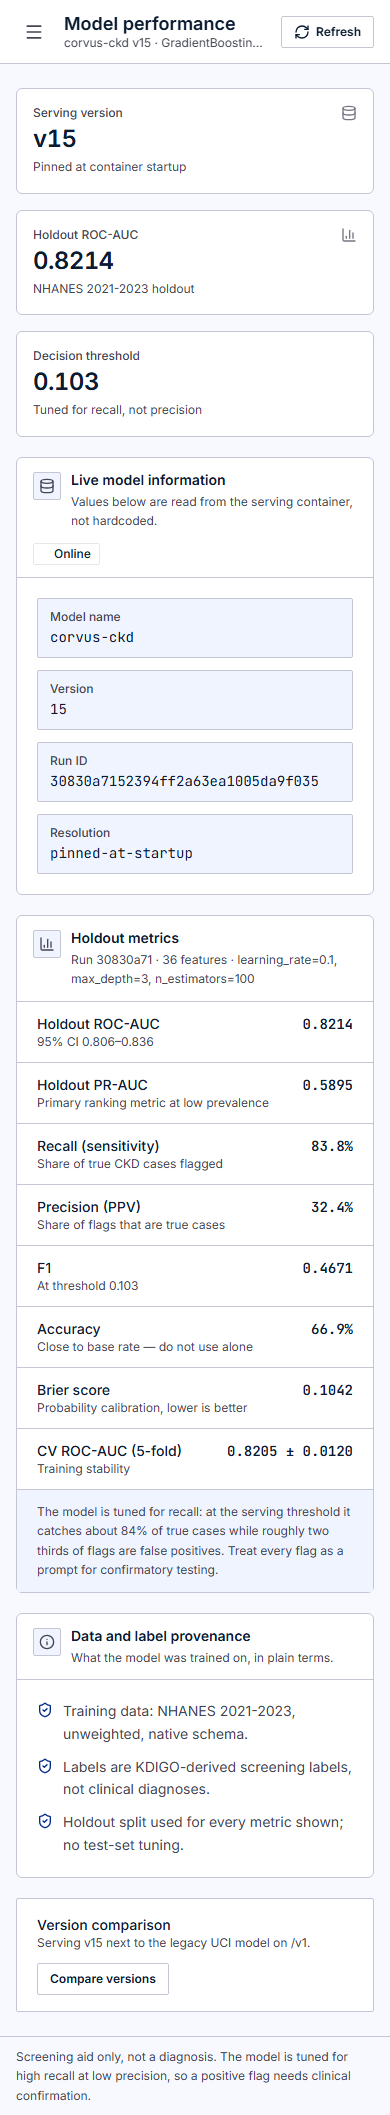 Model performance
corvus-ckd v15 · GradientBoostin...
Refresh
Serving version
v15
Pinned at container startup
Holdout ROC-AUC
0.8214
NHANES 2021-2023 holdout
Decision threshold
0.103
Tuned for recall, not precision
Live model information
Values below are read from the serving container,
not hardcoded.
Online
Model name
corvus-ckd
Version
15
Run ID
30830a7152394ff2a63ea1005da9f035
Resolution
pinned-at-startup
Holdout metrics
Run 30830a71 · 36 features · learning_rate=0.1,
max_depth=3, n_estimators=100
Holdout ROC-AUC 0.8214
95% CI 0.806–0.836
Holdout PR-AUC 0.5895
Primary ranking metric at low prevalence
Recall (sensitivity) 83.8%
Share of true CKD cases flagged
Precision (PPV) 32.4%
Share of flags that are true cases
F1 0.4671
At threshold 0.103
Accuracy 66.9%
Close to base rate — do not use alone
Brier score 0.1042
Probability calibration, lower is better
CV ROC-AUC (5-fold) 0.8205 ± 0.0120
Training stability
The model is tuned for recall: at the serving threshold it
catches about 84% of true cases while roughly two
thirds of flags are false positives. Treat every flag as a
prompt for confirmatory testing.
Data and label provenance
What the model was trained on, in plain terms.
Training data: NHANES 2021-2023,
unweighted, native schema.
Labels are KDIGO-derived screening labels,
not clinical diagnoses.
Holdout split used for every metric shown;
no test-set tuning.
Version comparison
Serving v15 next to the legacy UCI model on /v1.
Compare versions
Screening aid only, not a diagnosis. The model is tuned for
high recall at low precision, so a positive flag needs clinical
confirmation.